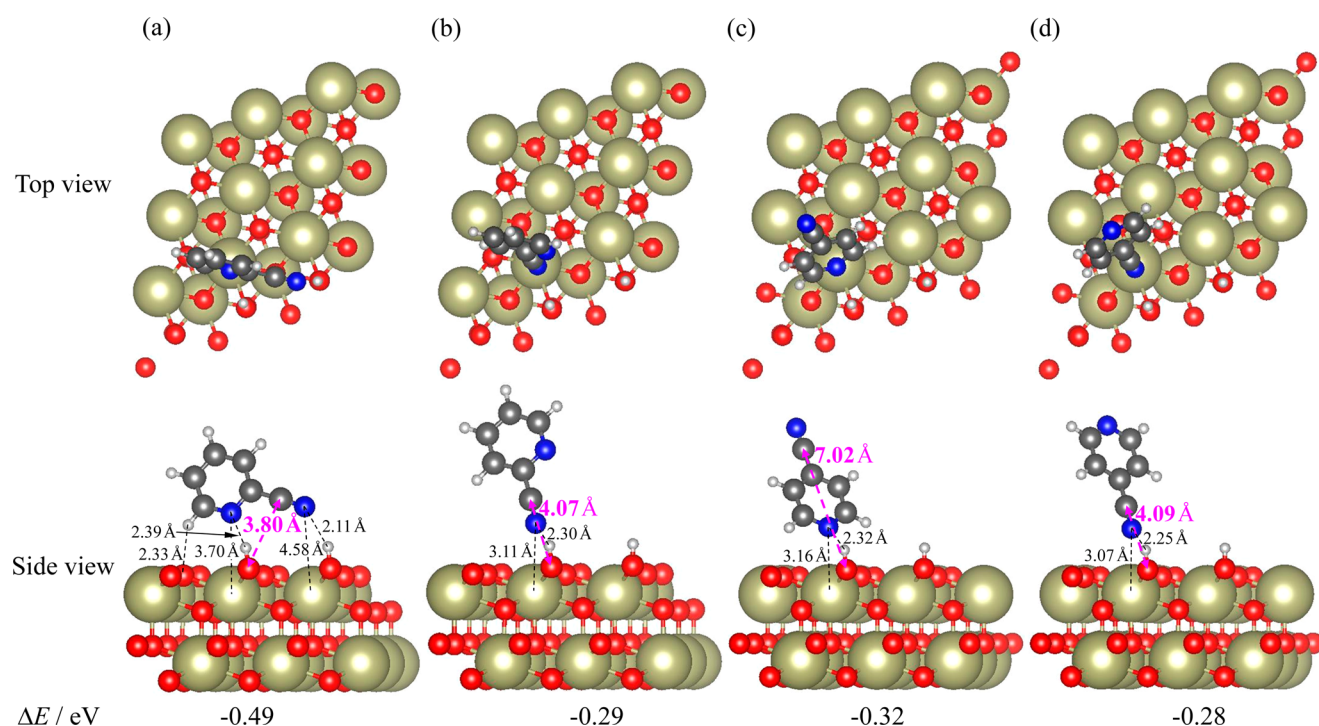 (a) (b) (c) (d)
Top view
7.02 Å
3.80 Å 2.11 Å 4.07 Å 4.09 Å
2.39 Å 2.30 Å 2.32 Å 2.25 Å
2.33 Å 3.70 Å 4.58 Å 3.11 Å 3.16 Å 3.07 Å
Side view
ΔE / eV -0.49 -0.29 -0.32 -0.28